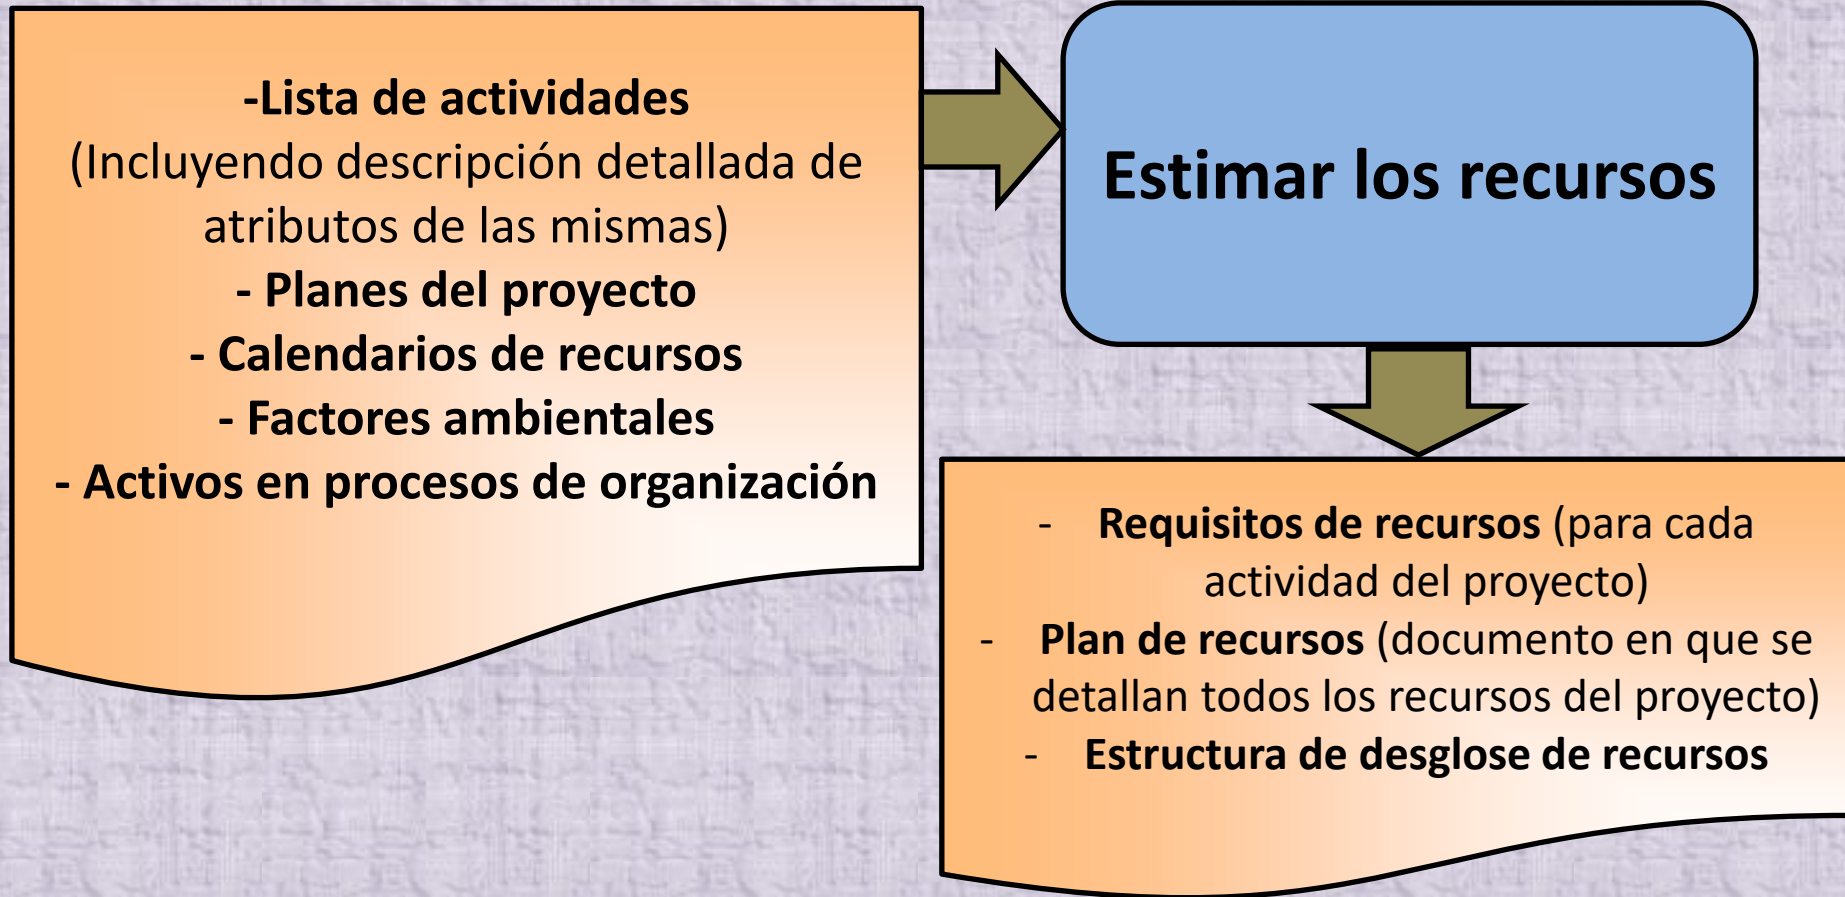 -Lista de actividades
(Incluyendo descripción detallada de
atributos de las mismas)
- Planes del proyecto
- Calendarios de recursos
- Factores ambientales
- Activos en procesos de organización
Estimar los recursos
- Requisitos de recursos (para cada
actividad del proyecto)
- Plan de recursos (documento en que se
detallan todos los recursos del proyecto)
- Estructura de desglose de recursos